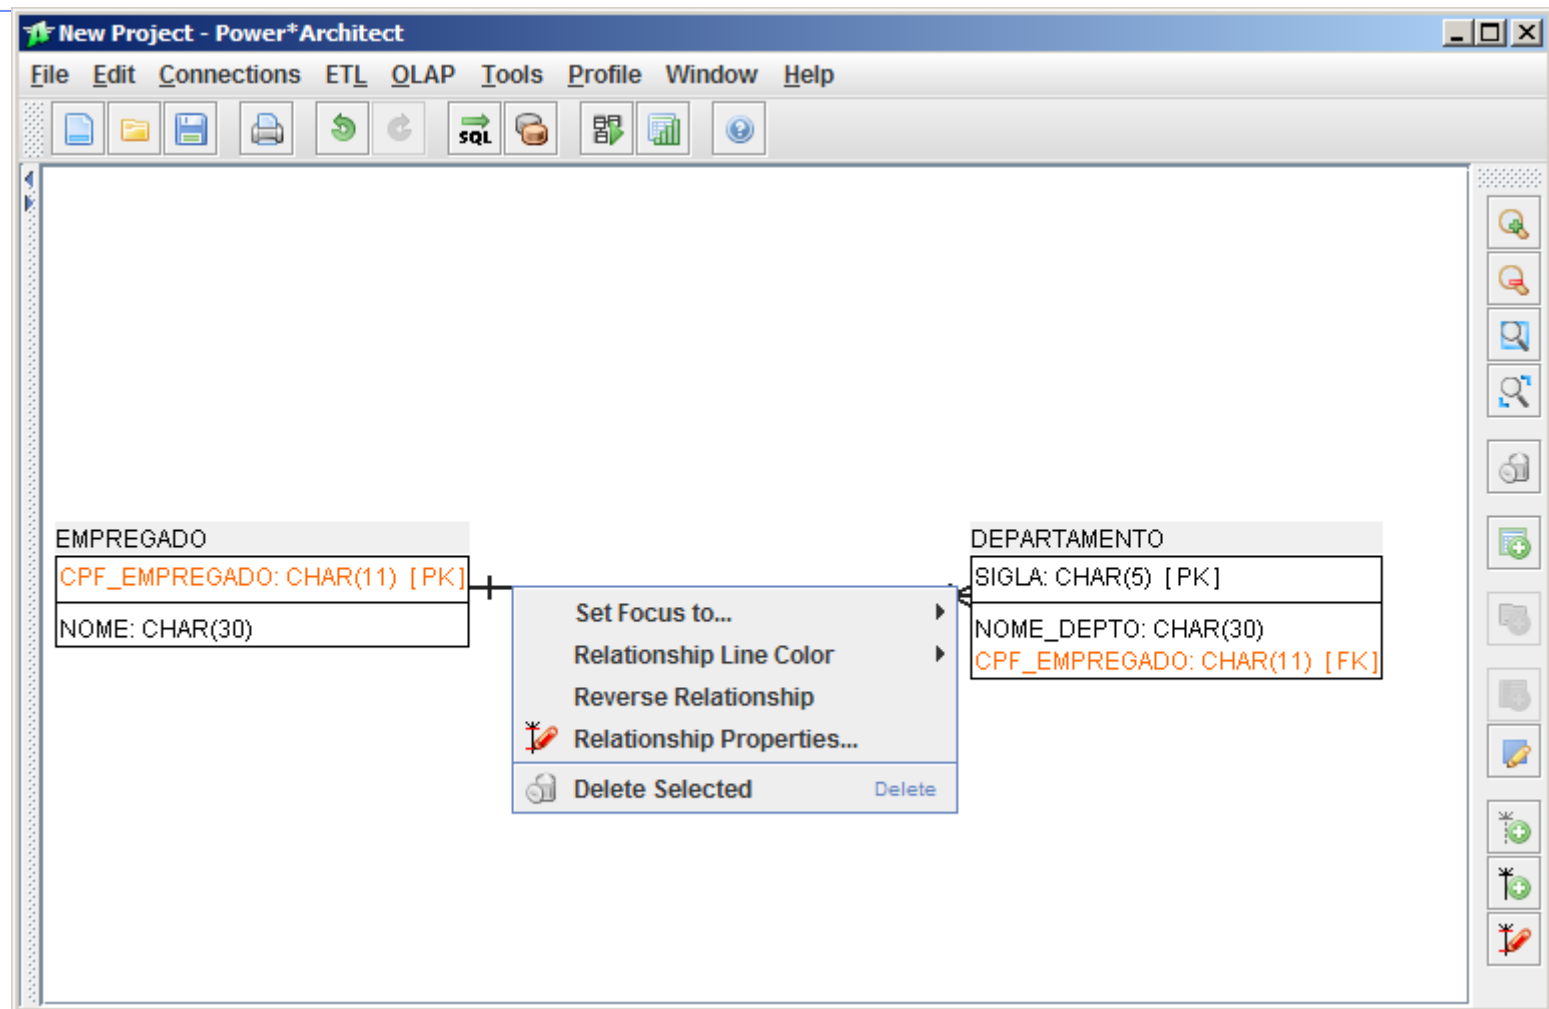 New Project - Power*Architect
File Edit Connections ETL OLAP Tools Profile Window Help
SQL
EMPREGADO
CPF_EMPREGADO: CHAR(11) [PK]
NOME: CHAR(30)
DEPARTAMENTO
SIGLA: CHAR(5) [PK]
NOME_DEPTO: CHAR(30)
CPF_EMPREGADO: CHAR(11) [FK]
Set Focus to...
Relationship Line Color
Reverse Relationship
Relationship Properties...
Delete Selected Delete